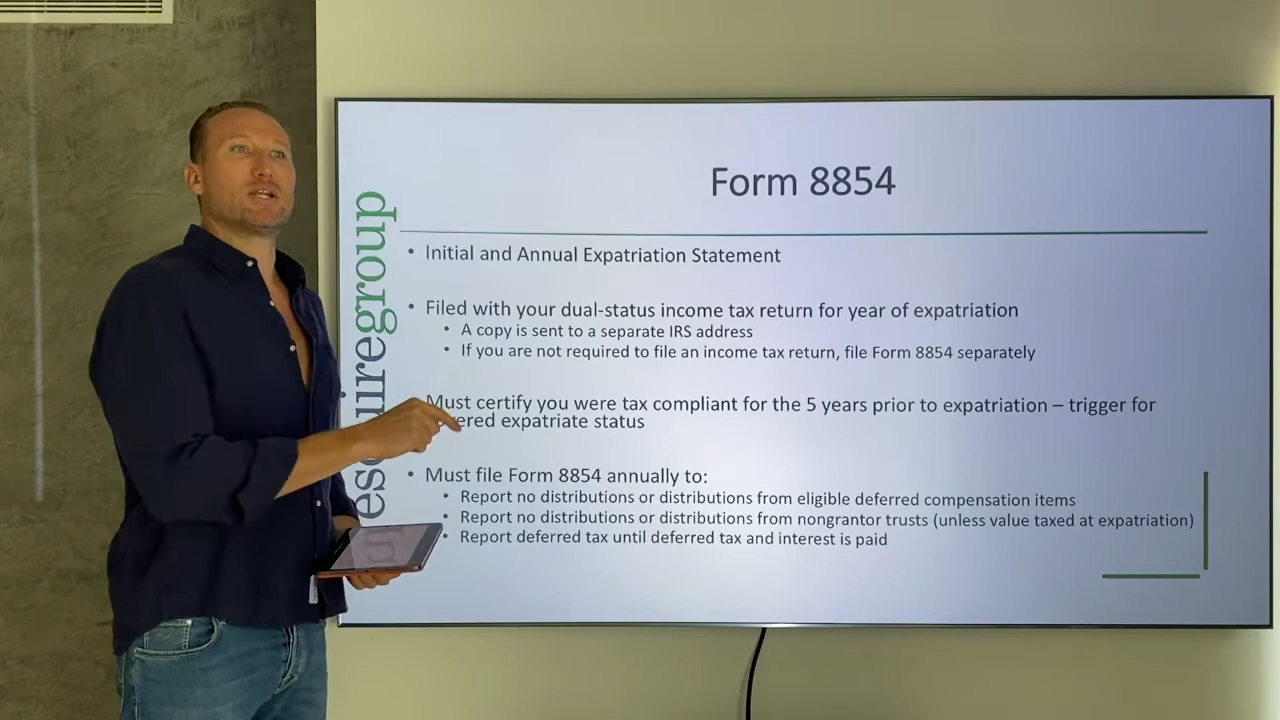 Form 8854
• Initial and Annual Expatriation Statement
• Filed with your dual-status income tax return for year of expatriation
• A copy is sent to a separate IRS address
• If you are not required to file an income tax return, file Form 8854 separately
Must certify you were tax compliant for the 5 years prior to expatriation – trigger for
ered expatriate status
• Must file Form 8854 annually to:
• Report no distributions or distributions from eligible deferred compensation items
• Report no distributions or distributions from nongrantor trusts (unless value taxed at expatriation)
• Report deferred tax until deferred tax and interest is paid
esquiregroup